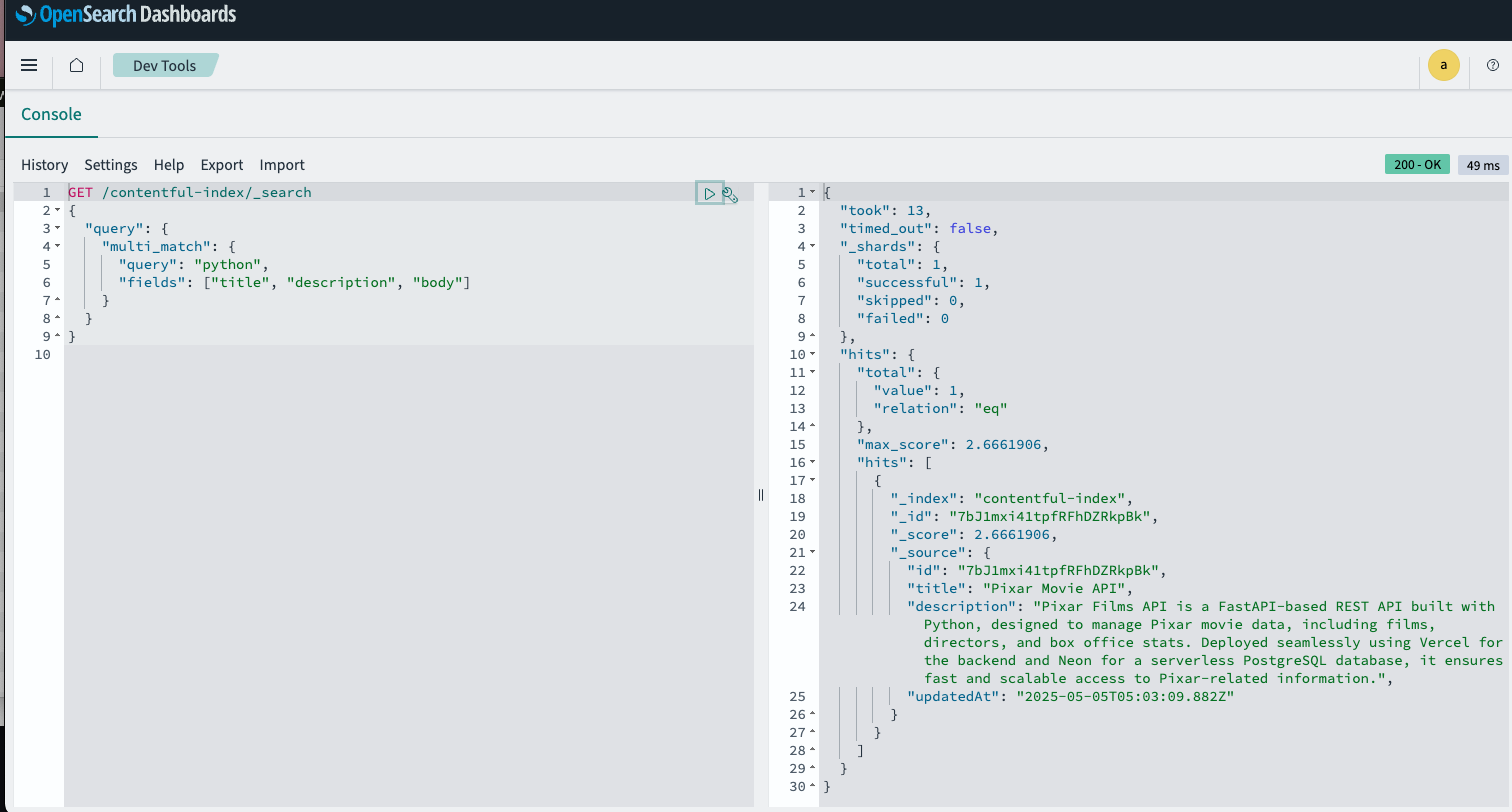 OpenSearch Dashboards
Dev Tools
a
Console
History Settings Help Export Import
200 - OK 49 ms
1 GET /contentful-index/_search
2 {
3 "query": {
4 "multi_match": {
5 "query": "python",
6 "fields": ["title", "description", "body"]
7 }
8 }
9 }
10
1 {
2 "took": 13,
3 "timed_out": false,
4 "_shards": {
5 "total": 1,
6 "successful": 1,
7 "skipped": 0,
8 "failed": 0
9 },
10 "hits": {
11 "total": {
12 "value": 1,
13 "relation": "eq"
14 },
15 "max_score": 2.6661906,
16 "hits": [
17 {
18 "_index": "contentful-index",
19 "_id": "7bJ1mxi41tpfRFhDZRkpBk",
20 "_score": 2.6661906,
21 "_source": {
22 "id": "7bJ1mxi41tpfRFhDZRkpBk",
23 "title": "Pixar Movie API",
24 "description": "Pixar Films API is a FastAPI-based REST API built with
Python, designed to manage Pixar movie data, including films,
directors, and box office stats. Deployed seamlessly using Vercel for
the backend and Neon for a serverless PostgreSQL database, it ensures
fast and scalable access to Pixar-related information.",
25 "updatedAt": "2025-05-05T05:03:09.882Z"
26 }
27 }
28 ]
29 }
30 }